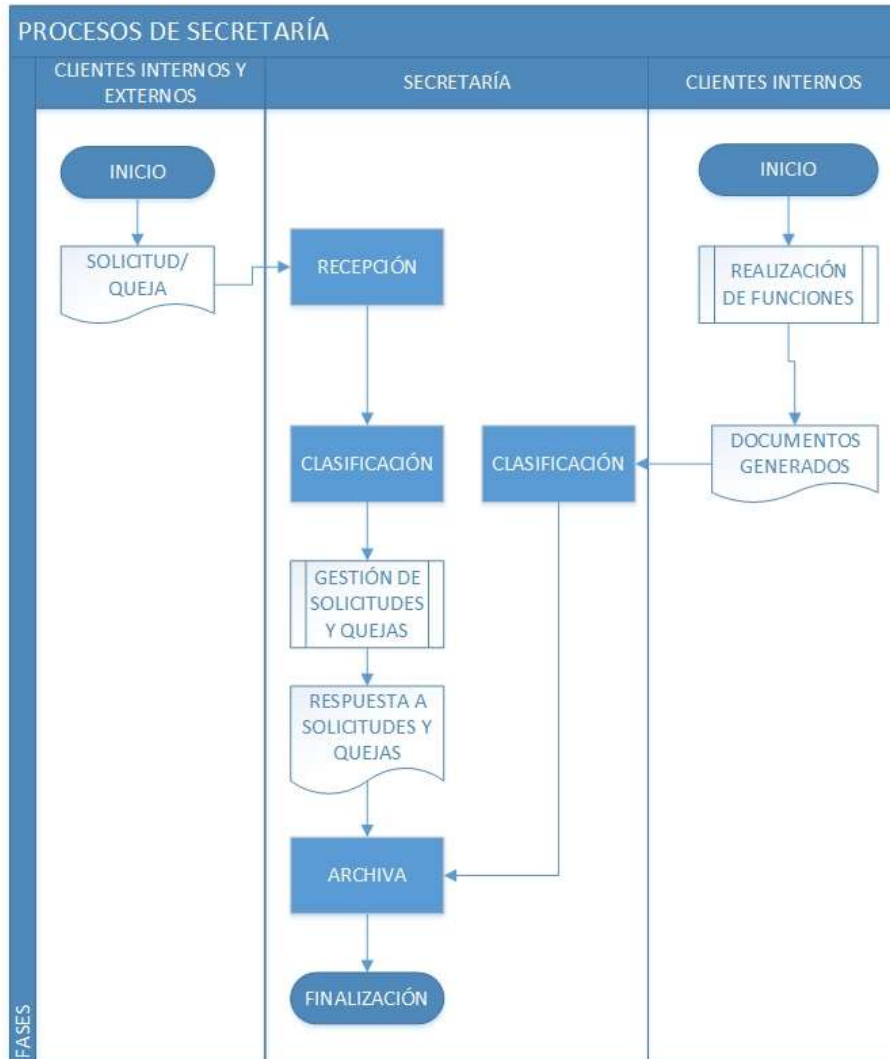 PROCESOS DE SECRETARÍA
CLIENTES INTERNOS Y
EXTERNOS
SECRETARÍA
CLIENTES INTERNOS
INICIO
INICIO
SOLICITUD/
QUEJA
RECEPCIÓN
REALIZACIÓN
DE FUNCIONES
CLASIFICACIÓN
CLASIFICACIÓN
DOCUMENTOS
GENERADOS
GESTIÓN DE
SOLICITUDES
Y QUEJAS
RESPUESTA A
SOLICITUDES Y
QUEJAS
ARCHIVA
FINALIZACIÓN
FASES